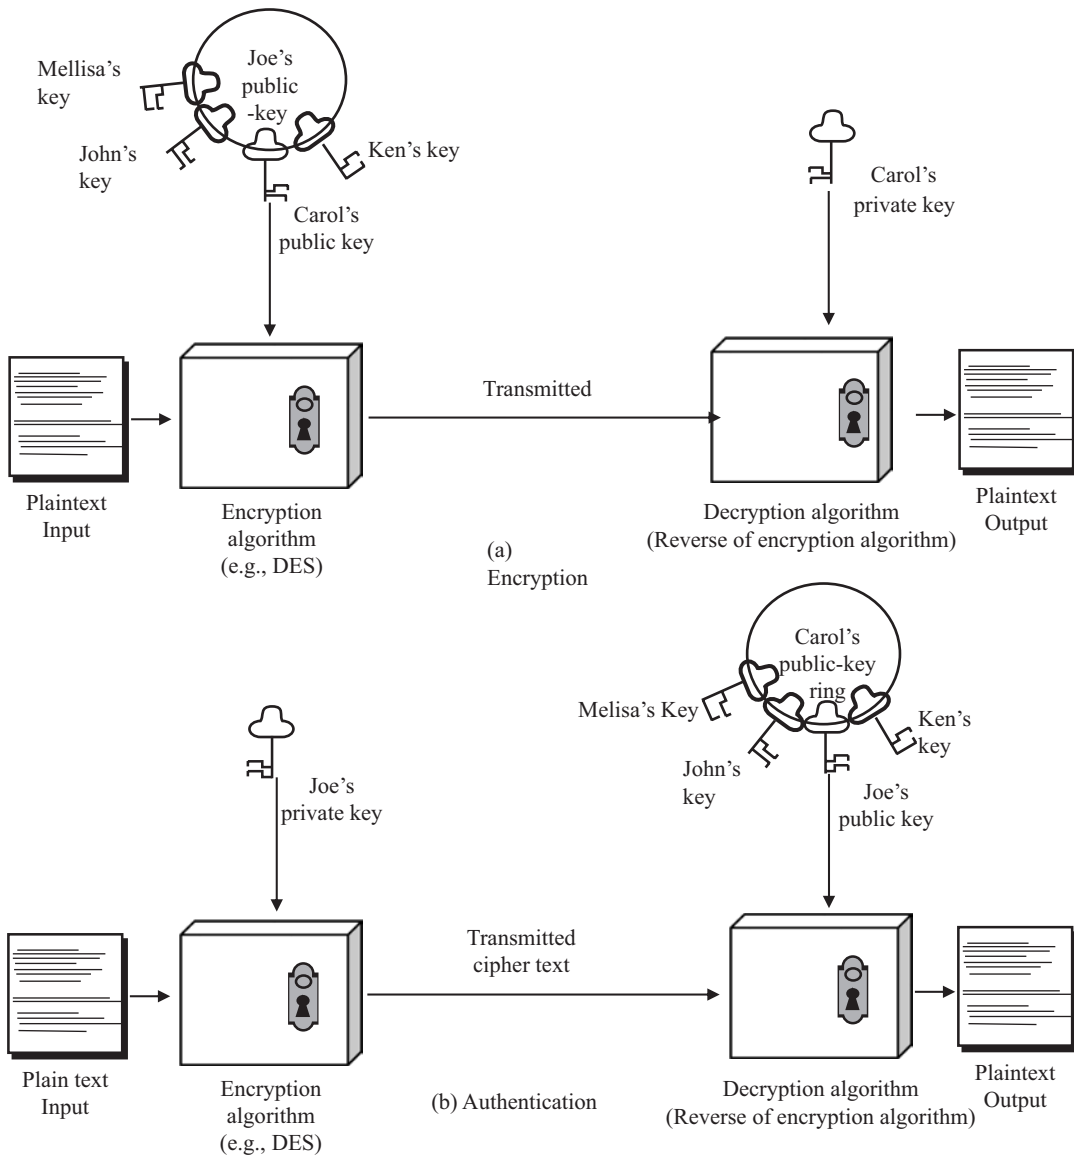 Joe's
public
-key
Mellisa's
key
John's
key
Ken's key
Carol's
public key
Carol's
private key
Transmitted
Plaintext
Input
Encryption
algorithm
(e.g., DES)
Decryption algorithm
(Reverse of encryption algorithm)
Plaintext
Output
(a)
Encryption
Carol's
public-key
ring
Melisa's Key
John's
key
Ken's
key
Joe's
public key
Joe's
private key
Transmitted
cipher text
Plain text
Input
Encryption
algorithm
(e.g., DES)
(b) Authentication
Decryption algorithm
(Reverse of encryption algorithm)
Plaintext
Output